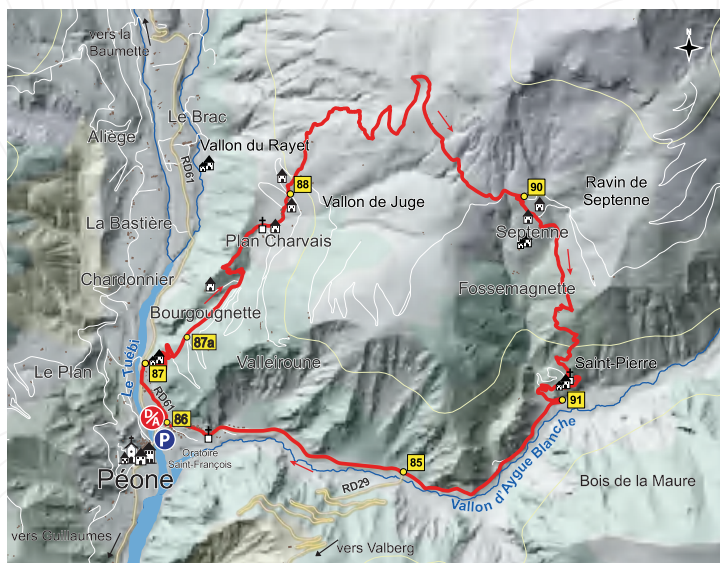 vers la
Baumette
N
Le Brac
Aliège
RD61
Vallon du Rayet
88
90
Ravin de
Septenne
Vallon de Juge
La Bastière
Plan Charvais
Septenne
Chardonnier
Fossemagnette
Bourgougnette
87a
Le Tuébi
Valleiroune
Saint-Pierre
Le Plan
87
RD61
91
D/A
86
P
Oratoire
Saint-François
85
Vallon d'Aygue Blanche
Péone
RD29
Bois de la Maure
vers Guillaumes
vers Valberg